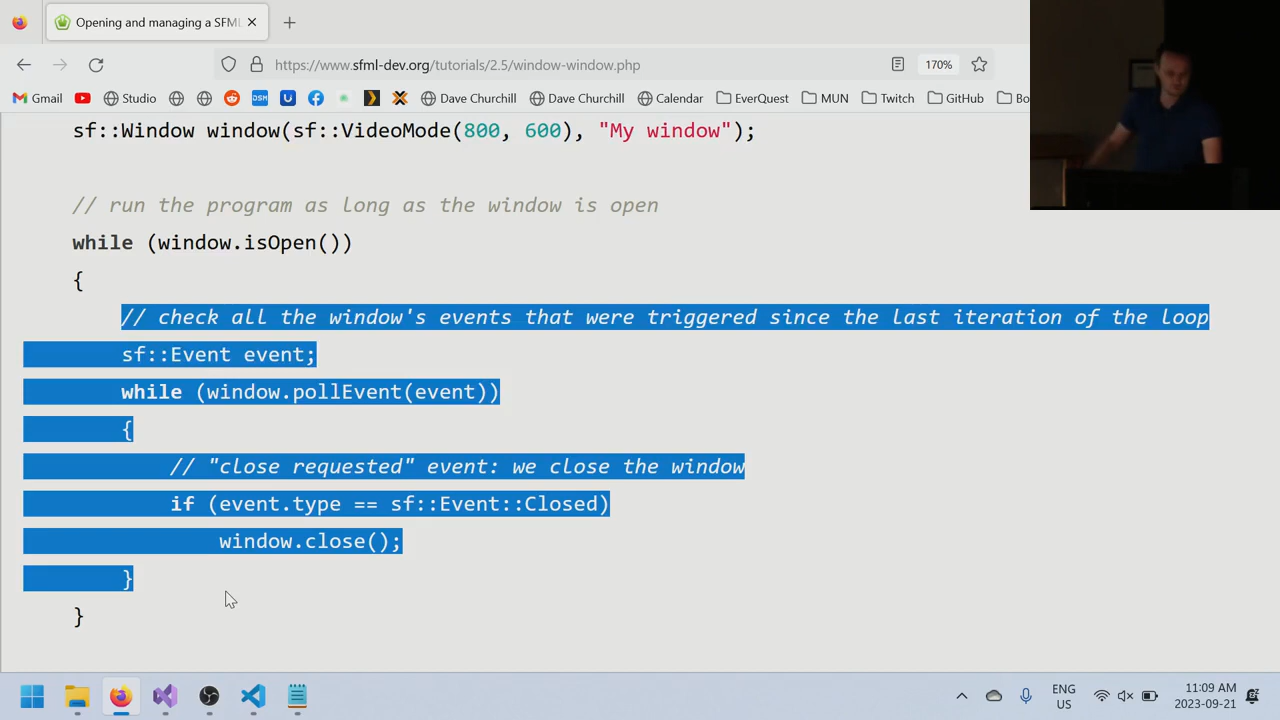 Opening and managing a SFML
https://www.sfml-dev.org/tutorials/2.5/window-window.php
170%
Gmail
Studio
DSM
Dave Churchill
Dave Churchill
Calendar
EverQuest
MUN
Twitch
GitHub
Bo
sf::Window window(sf::VideoMode(800, 600), "My window");
// run the program as long as the window is open
while (window.isOpen())
{
// check all the window's events that were triggered since the last iteration of the loop
sf::Event event;
while (window.pollEvent(event))
{
// "close requested" event: we close the window
if (event.type == sf::Event::Closed)
window.close();
}
}
ENG
US
11:09 AM
2023-09-21